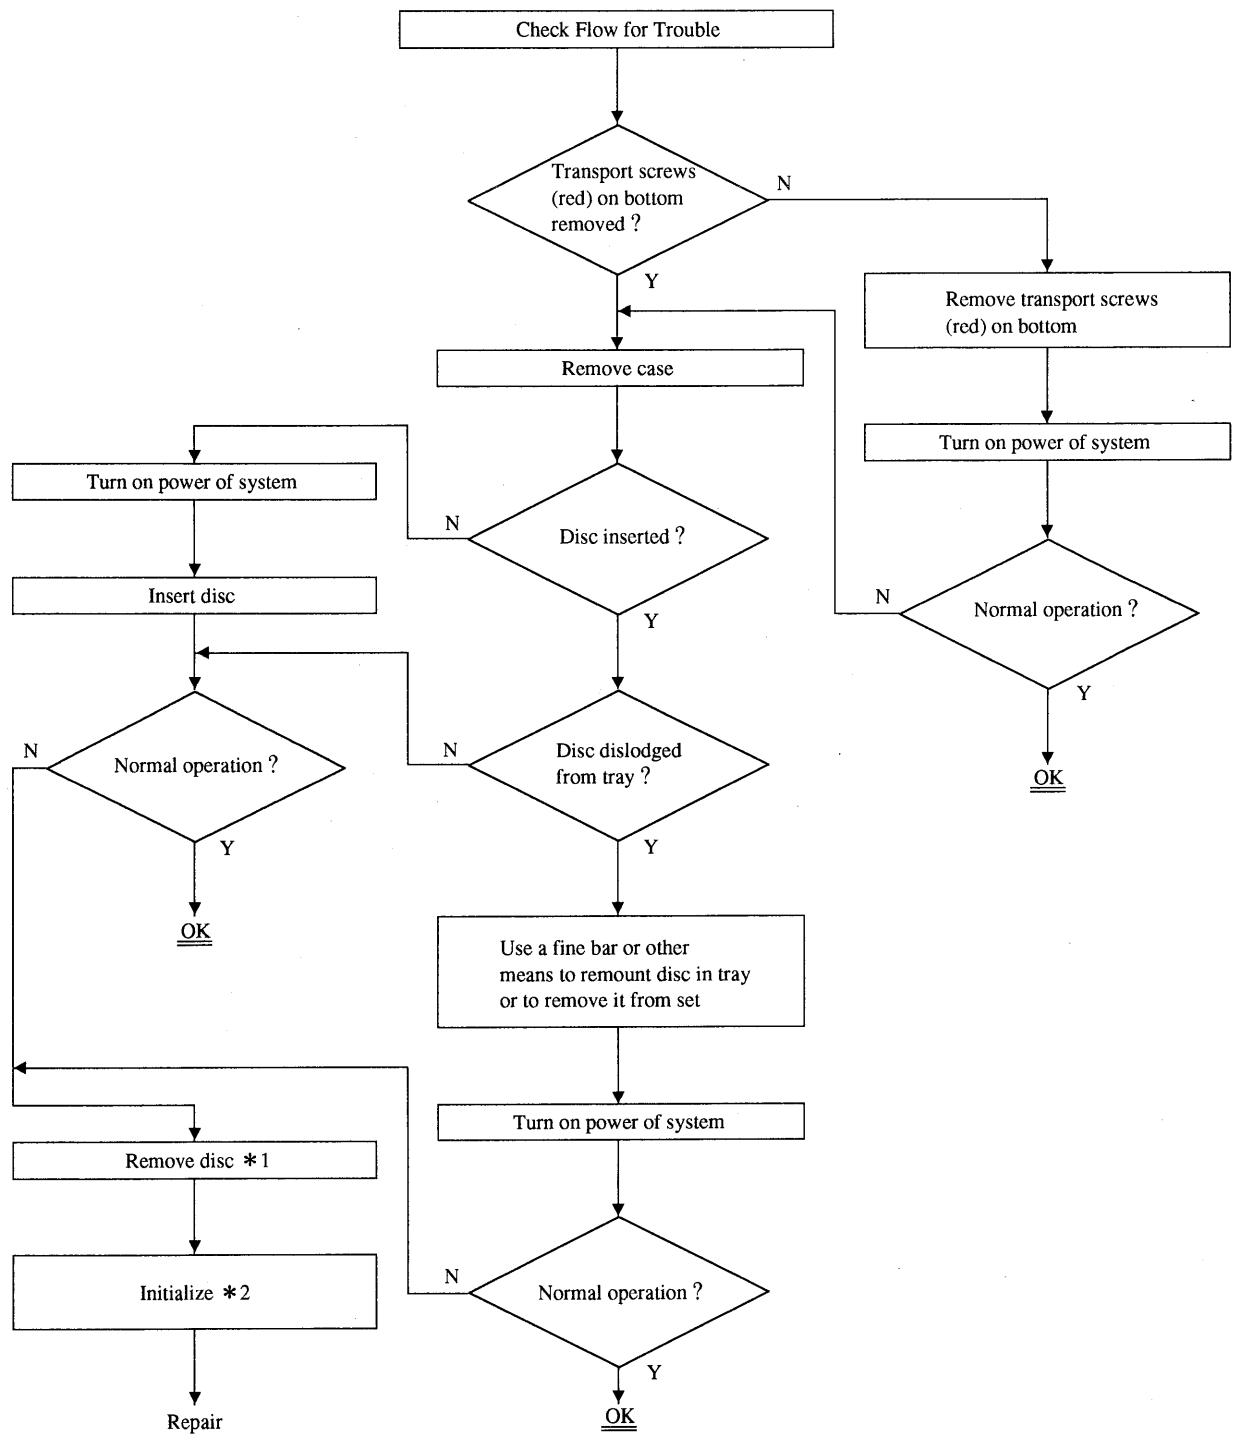 Check Flow for Trouble
Transport screws
(red) on bottom
removed ?
N
Y
Remove transport screws
(red) on bottom
Remove case
Turn on power of system
Turn on power of system
N
Disc inserted ?
Insert disc
N
Normal operation ?
Y
Y
N
Normal operation ?
N
Disc dislodged
from tray ?
OK
Y
Y
OK
Use a fine bar or other
means to remount disc in tray
or to remove it from set
Turn on power of system
Remove disc *1
N
Normal operation ?
Initialize *2
Y
Repair
OK